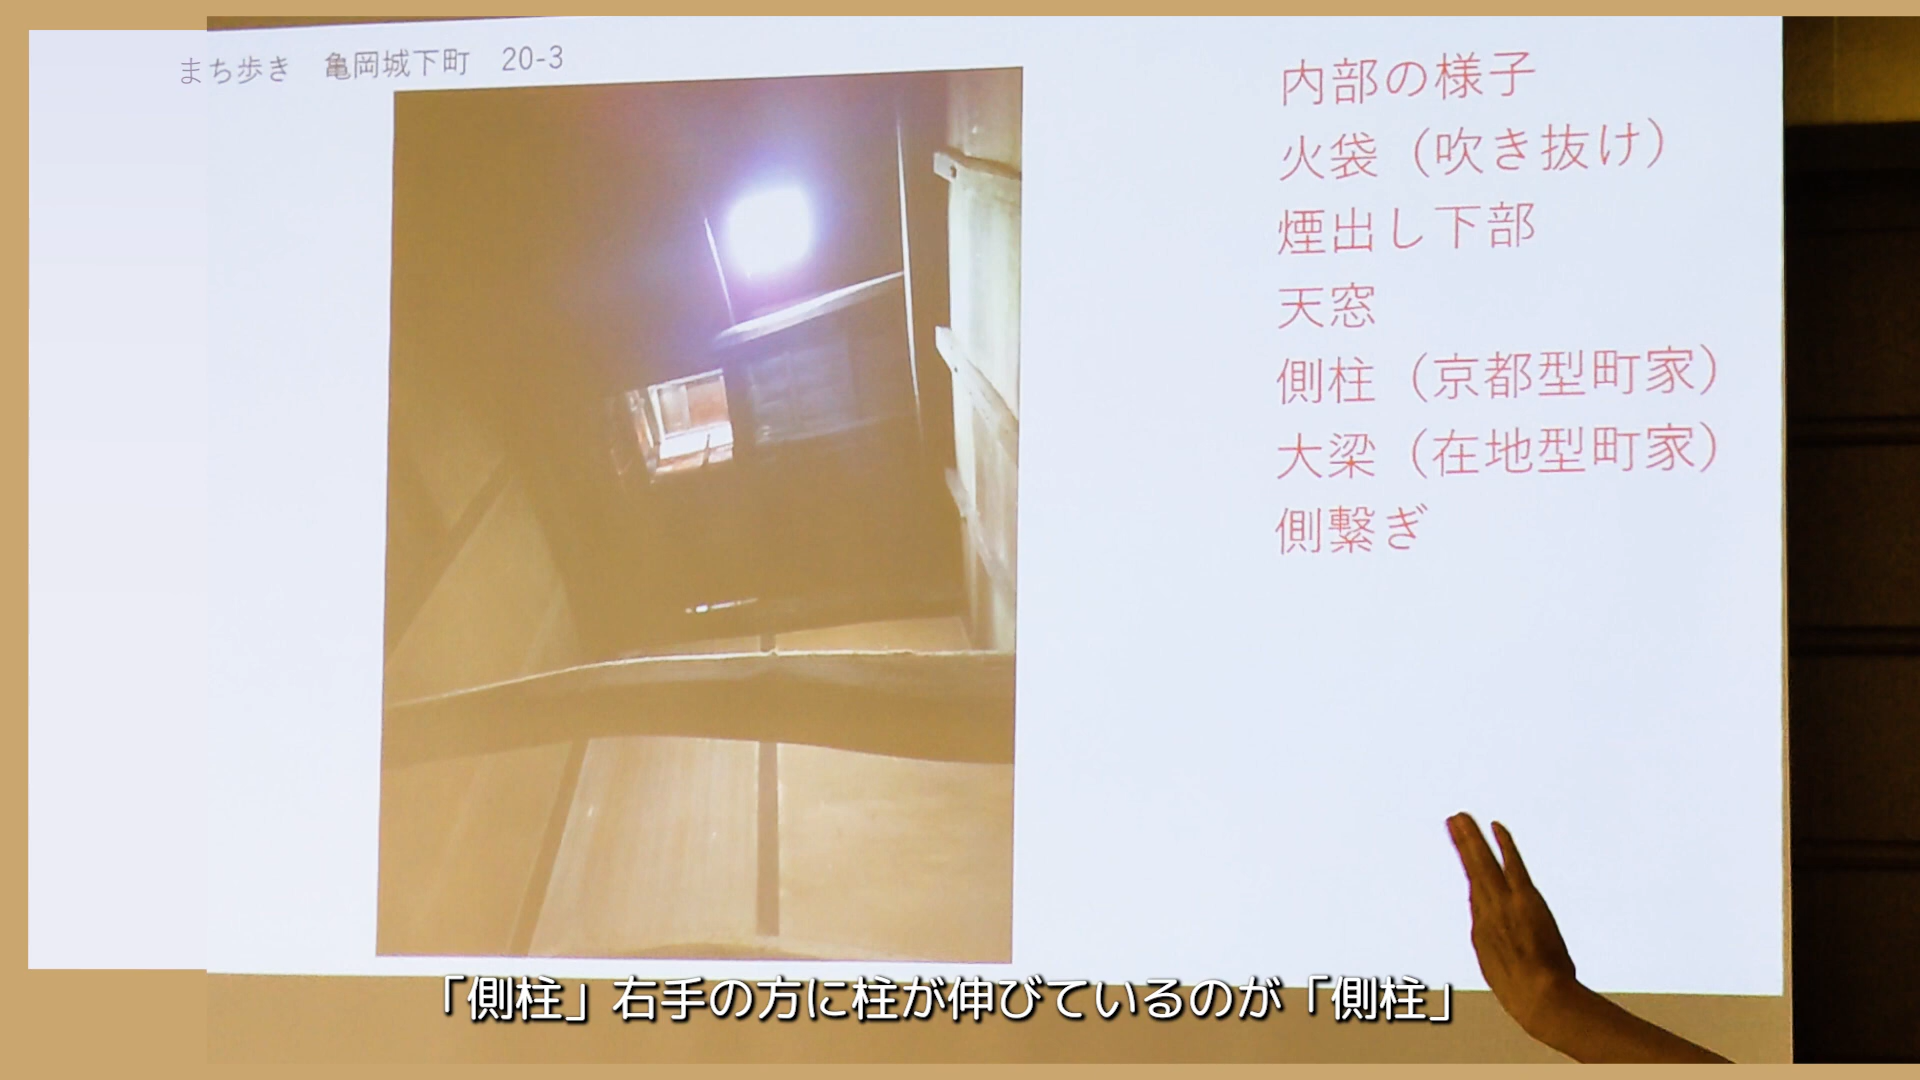 まち歩き　亀岡城下町　20-3
内部の様子
火袋（吹き抜け）
煙出し下部
天窓
側柱（京都型町家）
大梁（在地型町家）
側繋ぎ
「側柱」右手の方に柱が伸びているのが「側柱」